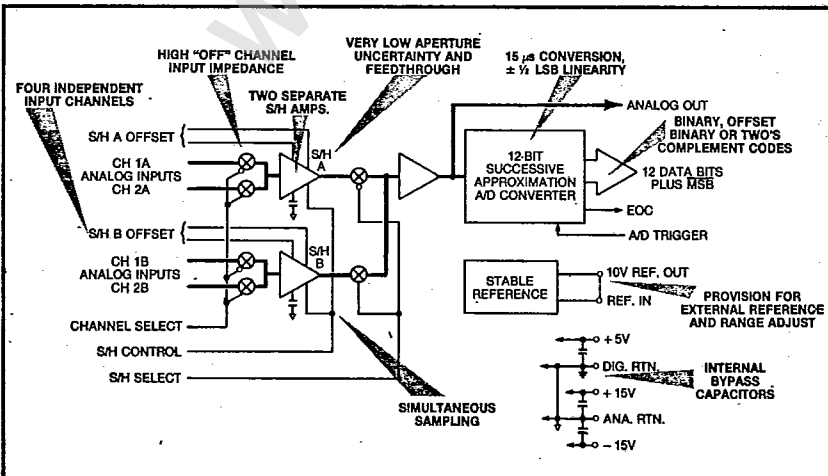 HIGH "OFF" CHANNEL
INPUT IMPEDANCE
VERY LOW APERTURE
UNCERTAINTY AND
FEEDTHROUGH
15 µs CONVERSION,
± ½ LSB LINEARITY
FOUR INDEPENDENT
INPUT CHANNELS
TWO SEPARATE
S/H AMPS.
ANALOG OUT
BINARY, OFFSET
BINARY OR TWO'S
COMPLEMENT CODES
S/H A OFFSET
CH 1A
ANALOG INPUTS
CH 2A
S/H
A
12-BIT
SUCCESSIVE
APPROXIMATION
A/D CONVERTER
12 DATA BITS
PLUS MSB
EOC
A/D TRIGGER
S/H B OFFSET
CH 1B
ANALOG INPUTS
CH 2B
S/H
B
STABLE
REFERENCE
10V REF. OUT
REF. IN
PROVISION FOR
EXTERNAL REFERENCE
AND RANGE ADJUST
CHANNEL SELECT
S/H CONTROL
S/H SELECT
SIMULTANEOUS
SAMPLING
+5V
DIG. RTN.
+15V
ANA. RTN.
−15V
INTERNAL
BYPASS
CAPACITORS